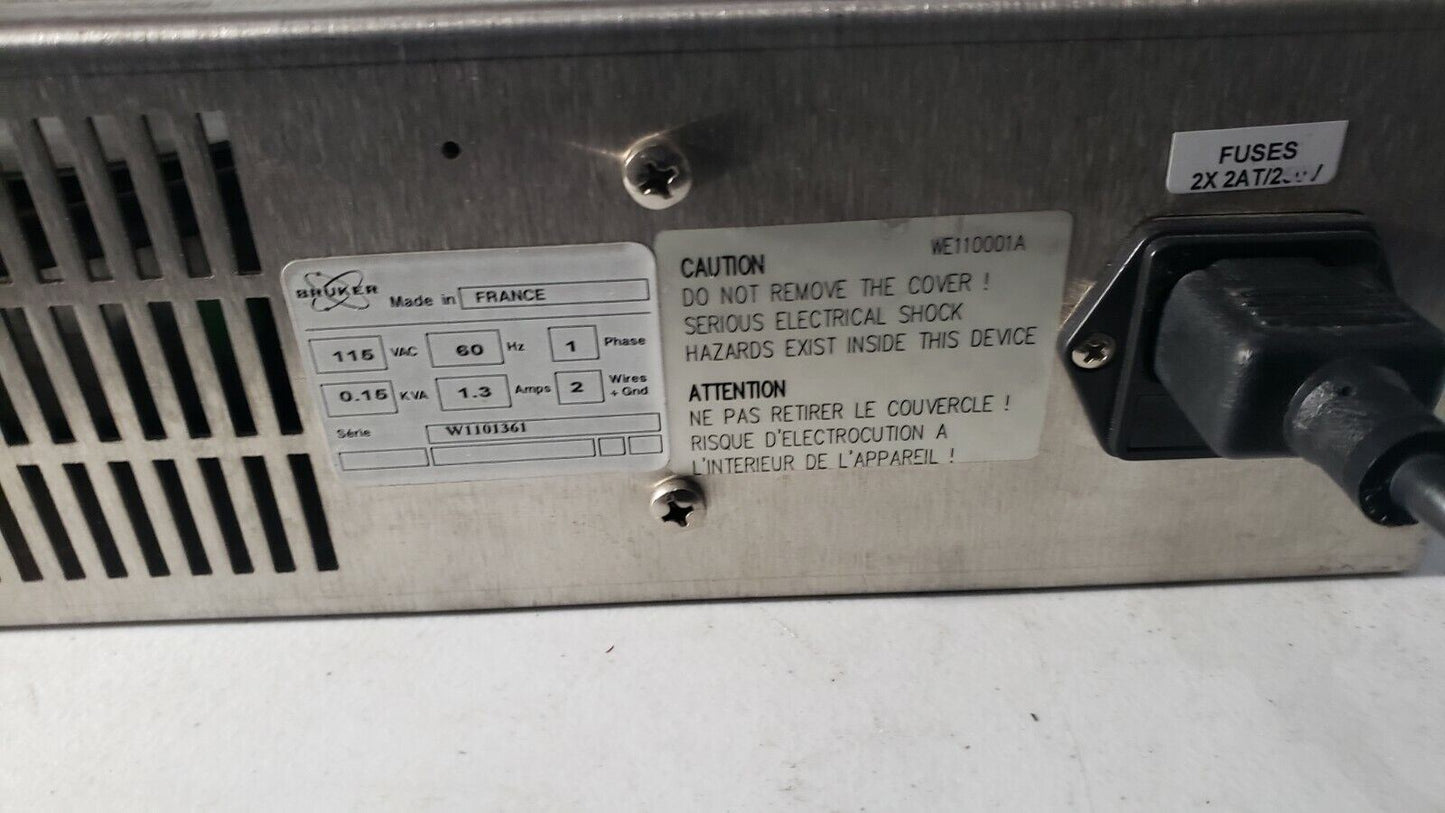 FUSES
2X 2AT/
BRUKER
Made in FRANCE
115 VAC 60 Hz 1 Phase
0.15 KVA 1.3 Amps 2 Wires + Gnd
Série W1101361
WE110001A
CAUTION
DO NOT REMOVE THE COVER !
SERIOUS ELECTRICAL SHOCK
HAZARDS EXIST INSIDE THIS DEVICE
ATTENTION
NE PAS RETIRER LE COUVERCLE !
RISQUE D'ELECTROCUTION A
L'INTERIEUR DE L'APPAREIL !